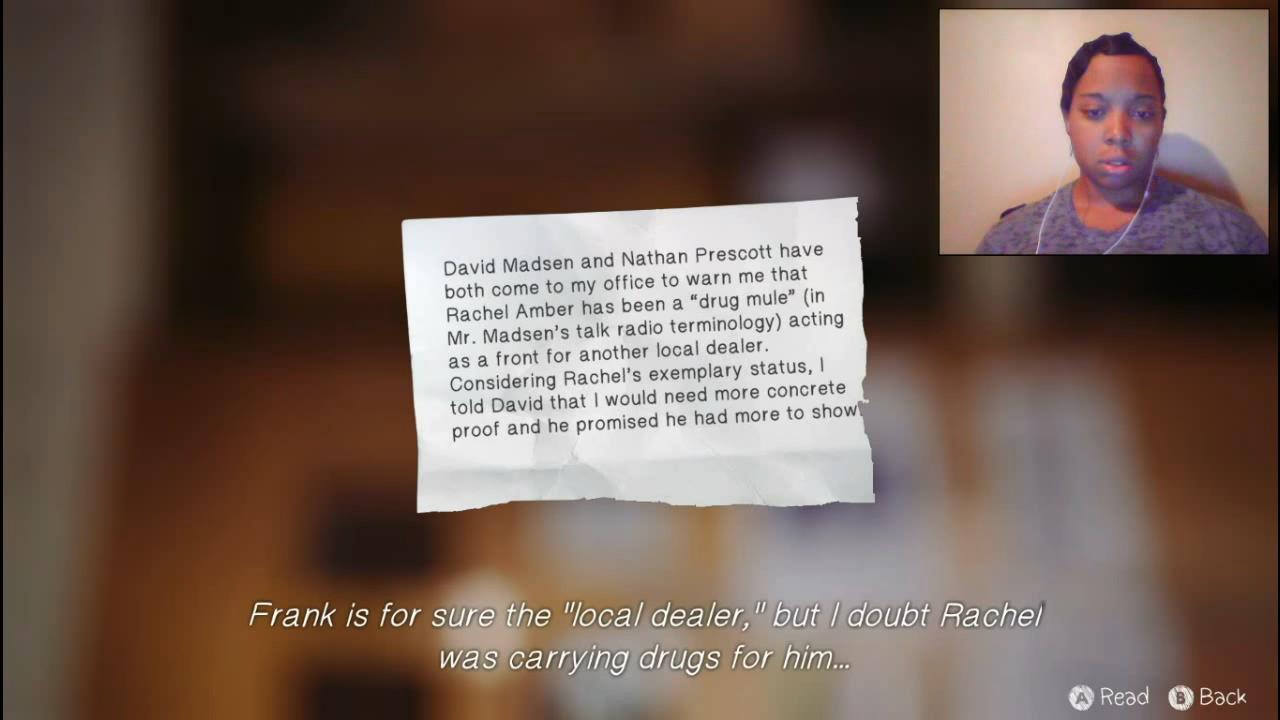 David Madsen and Nathan Prescott have
both come to my office to warn me that
Rachel Amber has been a “drug mule” (in
Mr. Madsen’s talk radio terminology) acting
as a front for another local dealer.
Considering Rachel’s exemplary status, I
told David that I would need more concrete
proof and he promised he had more to show
Frank is for sure the "local dealer," but I doubt Rachel
was carrying drugs for him...
A Read B Back